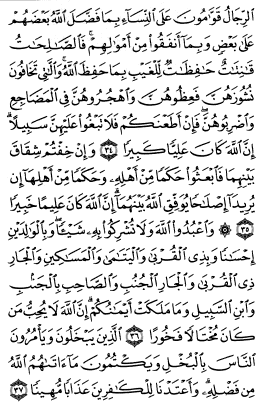 ٱلرِّجَالُ قَوَّٰمُونَ عَلَى ٱلنِّسَآءِ بِمَا فَضَّلَ ٱللَّهُ بَعْضَهُمْ
عَلَىٰ بَعْضٍ وَبِمَآ أَنفَقُوا۟ مِنْ أَمْوَٰلِهِمْ ۚ فَٱلصَّٰلِحَٰتُ
قَٰنِتَٰتٌ حَٰفِظَٰتٌ لِّلْغَيْبِ بِمَا حَفِظَ ٱللَّهُ ۚ وَٱلَّٰتِى تَخَافُونَ
نُشُوزَهُنَّ فَعِظُوهُنَّ وَٱهْجُرُوهُنَّ فِى ٱلْمَضَاجِعِ
وَٱضْرِبُوهُنَّ ۖ فَإِنْ أَطَعْنَكُمْ فَلَا تَبْغُوا۟ عَلَيْهِنَّ سَبِيلًا ۗ
إِنَّ ٱللَّهَ كَانَ عَلِيًّا كَبِيرًا ٣٤ وَإِنْ خِفْتُمْ شِقَاقَ
بَيْنِهِمَا فَٱبْعَثُوا۟ حَكَمًا مِّنْ أَهْلِهِۦ وَحَكَمًا مِّنْ أَهْلِهَآ إِن
يُرِيدَآ إِصْلَٰحًا يُوَفِّقِ ٱللَّهُ بَيْنَهُمَآ ۗ إِنَّ ٱللَّهَ كَانَ عَلِيمًا خَبِيرًا
٣٥ ۞ وَٱعْبُدُوا۟ ٱللَّهَ وَلَا تُشْرِكُوا۟ بِهِۦ شَيْـًٔا ۖ وَبِٱلْوَٰلِدَيْنِ
إِحْسَٰنًا وَبِذِى ٱلْقُرْبَىٰ وَٱلْيَتَٰمَىٰ وَٱلْمَسَٰكِينِ وَٱلْجَارِ
ذِى ٱلْقُرْبَىٰ وَٱلْجَارِ ٱلْجُنُبِ وَٱلصَّاحِبِ بِٱلْجَنۢبِ
وَٱبْنِ ٱلسَّبِيلِ وَمَا مَلَكَتْ أَيْمَٰنُكُمْ ۗ إِنَّ ٱللَّهَ لَا يُحِبُّ مَن
كَانَ مُخْتَالًا فَخُورًا ٣٦ ٱلَّذِينَ يَبْخَلُونَ وَيَأْمُرُونَ
ٱلنَّاسَ بِٱلْبُخْلِ وَيَكْتُمُونَ مَآ ءَاتَىٰهُمُ ٱللَّهُ
مِن فَضْلِهِۦ ۗ وَأَعْتَدْنَا لِلْكَٰفِرِينَ عَذَابًا مُّهِينًا ٣٧